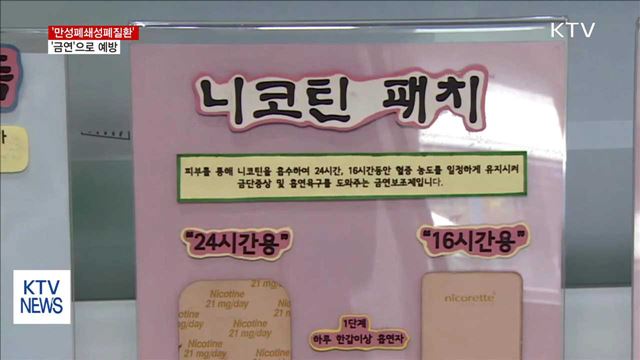 '만성폐쇄성폐질환'
'금연'으로 예방
KTV
니코틴 패치
피부를 통해 니코틴을 흡수하여 24시간, 16시간동안 혈중 농도를 일정하게 유지시켜
금단증상 및 흡연욕구를 도와주는 금연보조제입니다.
"24시간용"
"16시간용"
Nicotine
21 mg/day
Nicotine
21 mg/day
Nicotine
21 mg/day
nicorette
1단계
하루 한갑이상 흡연자
KTV
NEWS